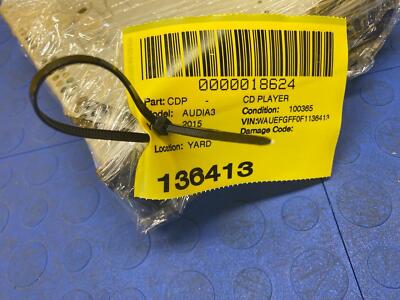 0000018624
Part: CDP - CD PLAYER
Model: AUDIA3 Condition: 100365
2015 VIN:WAUEFGFF0F1136413
Damage Code:
Location: YARD
136413